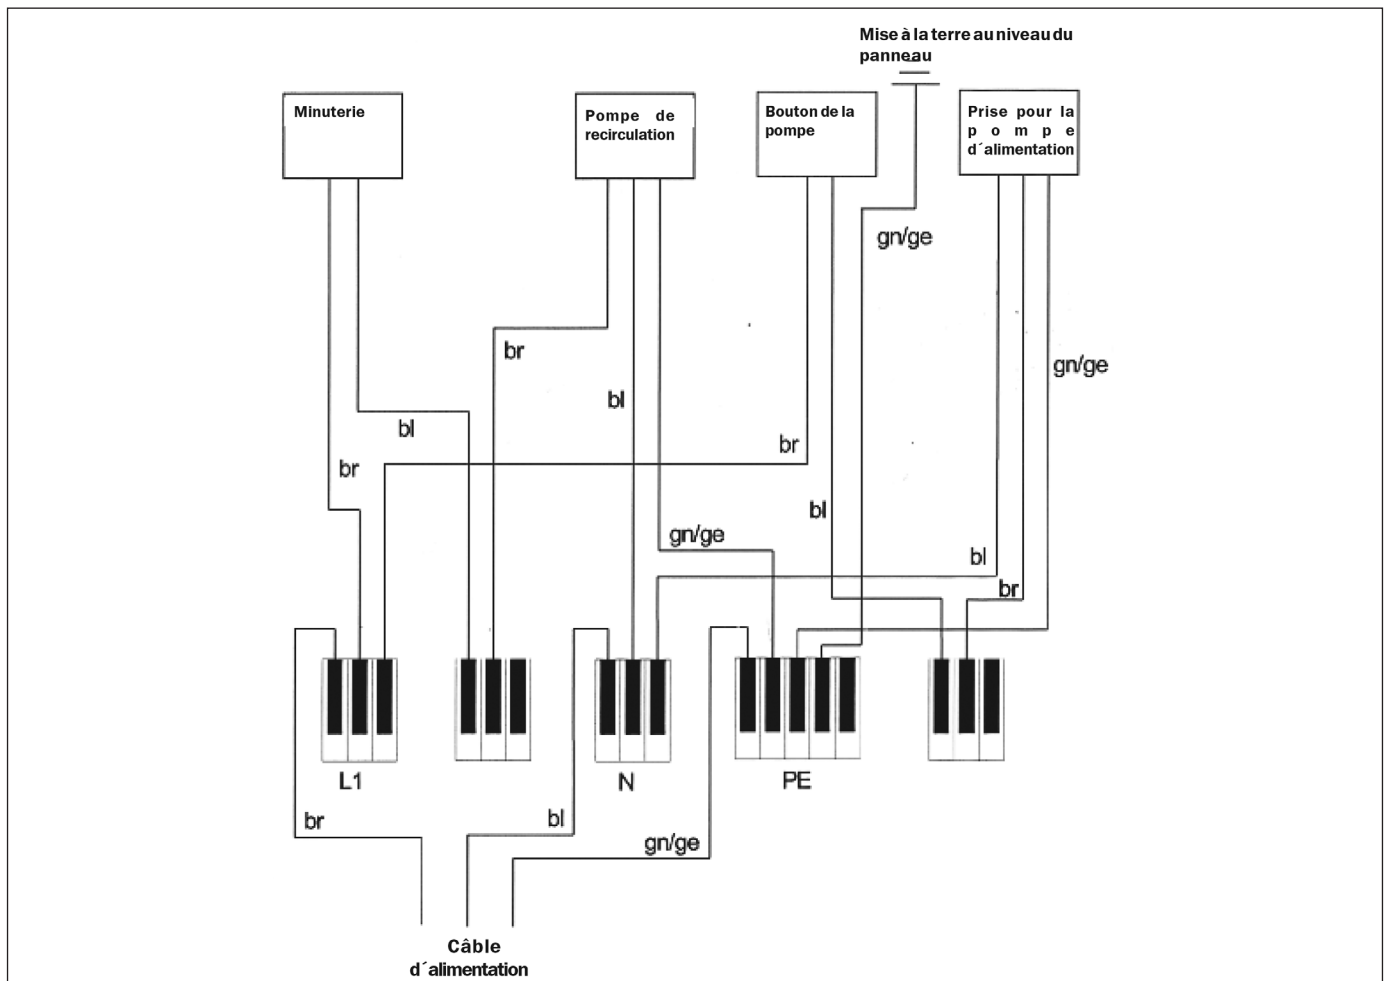 Mise à la terre au niveau du
panneau
Minuterie
Pompe de
recirculation
Bouton de la
pompe
Prise pour la
p o m p e
d´alimentation
gn/ge
br
gn/ge
bl
bl
br
br
bl
gn/ge
bl
br
L1
N
PE
br
bl
gn/ge
Câble
d´alimentation